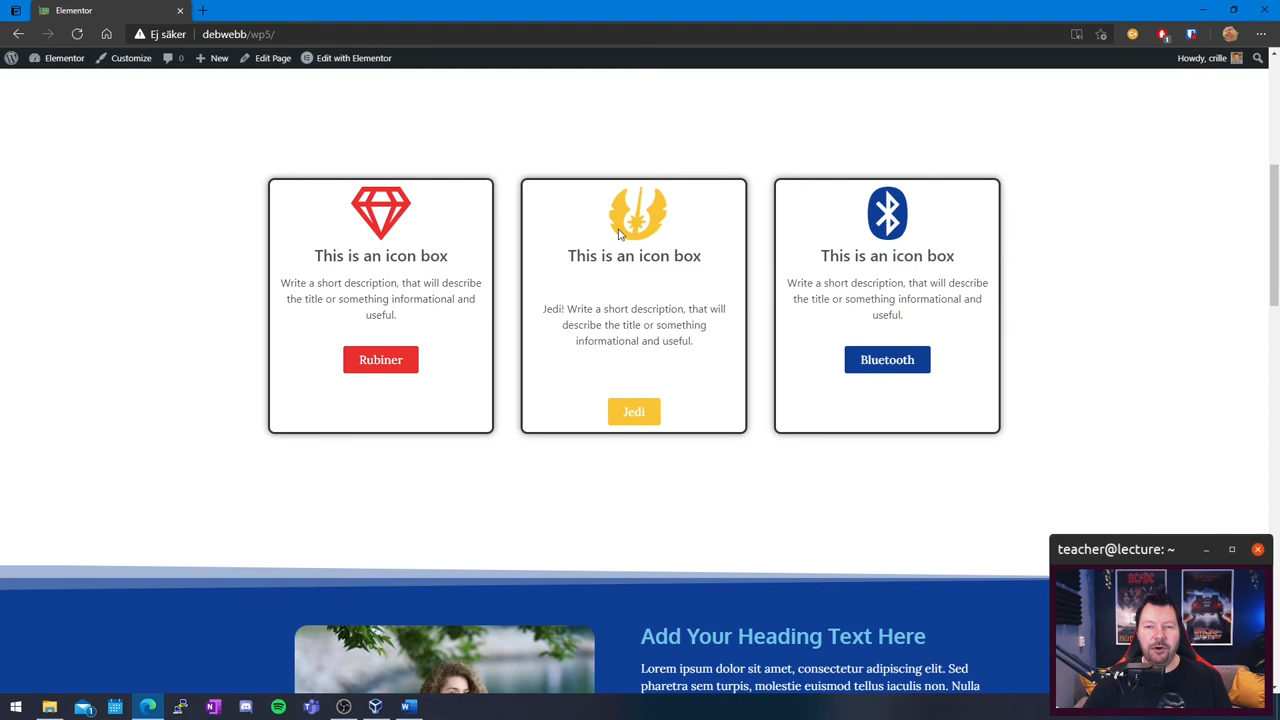 Elementor
Ej säker
debwebb/wp5/
1
Elementor
Customize
0
New
Edit Page
Edit with Elementor
Howdy, crille
This is an icon box
Write a short description, that will describe
the title or something informational and
useful.
Rubiner
This is an icon box
Jedi! Write a short description, that will
describe the title or something
informational and useful.
Jedi
This is an icon box
Write a short description, that will describe
the title or something informational and
useful.
Bluetooth
Add Your Heading Text Here
Lorem ipsum dolor sit amet, consectetur adipiscing elit. Sed
pharetra sem turpis, molestie euismod tellus iaculis non. Nulla
teacher@lecture: ~
AC/DC
1